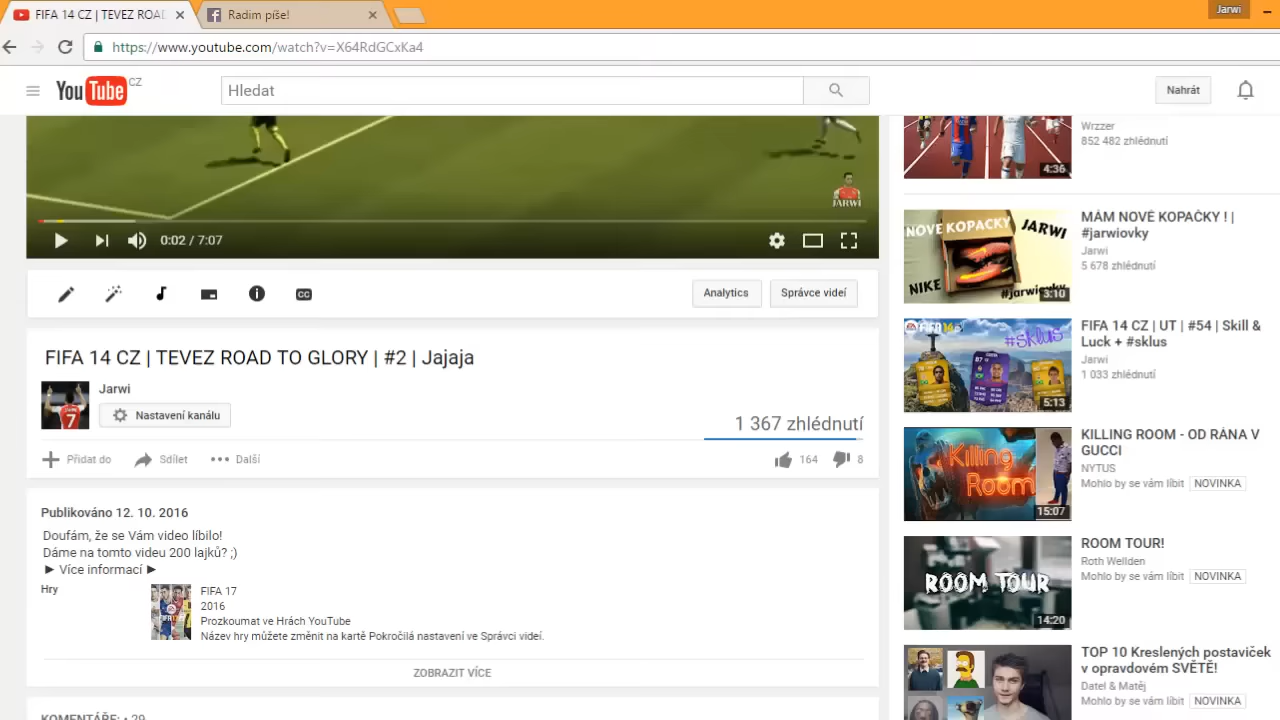 FIFA 14 CZ | TEVEZ ROAD
Radim píše!
Jarwi
https://www.youtube.com/watch?v=X64RdGCxKa4
YouTube CZ
Hledat
Nahrát
JARWI
0:02 / 7:07
Analytics
Správce videí
FIFA 14 CZ | TEVEZ ROAD TO GLORY | #2 | Jajaja
Jarwi
Nastavení kanálu
1 367 zhlédnutí
Přidat do
Sdílet
Další
164
8
Publikováno 12. 10. 2016
Doufám, že se Vám video líbilo!
Dáme na tomto videu 200 lajků? ;)
► Více informací ►
Hry
FIFA 17
2016
Prozkoumat ve Hrách YouTube
Název hry můžete změnit na kartě Pokročilá nastavení ve Správci videí.
ZOBRAZIT VÍCE
KOMENTÁŘE: • 29
4:36
Wrzzer
852 482 zhlédnutí
NOVÉ KOPAČKY
JARWI
NIKE
#jarwiovky
3:10
MÁM NOVÉ KOPAČKY ! |
#jarwiovky
Jarwi
5 678 zhlédnutí
#sklus
5:13
FIFA 14 CZ | UT | #54 | Skill &
Luck + #sklus
Jarwi
1 033 zhlédnutí
Killing
Room
15:07
KILLING ROOM - OD RÁNA V
GUCCI
NYTUS
Mohlo by se vám líbit NOVINKA
ROOM TOUR
14:20
ROOM TOUR!
Roth Wellden
Mohlo by se vám líbit NOVINKA
TOP 10 Kreslených postaviček
v opravdovém SVĚTĚ!
Datel & Matěj
Mohlo by se vám líbit NOVINKA